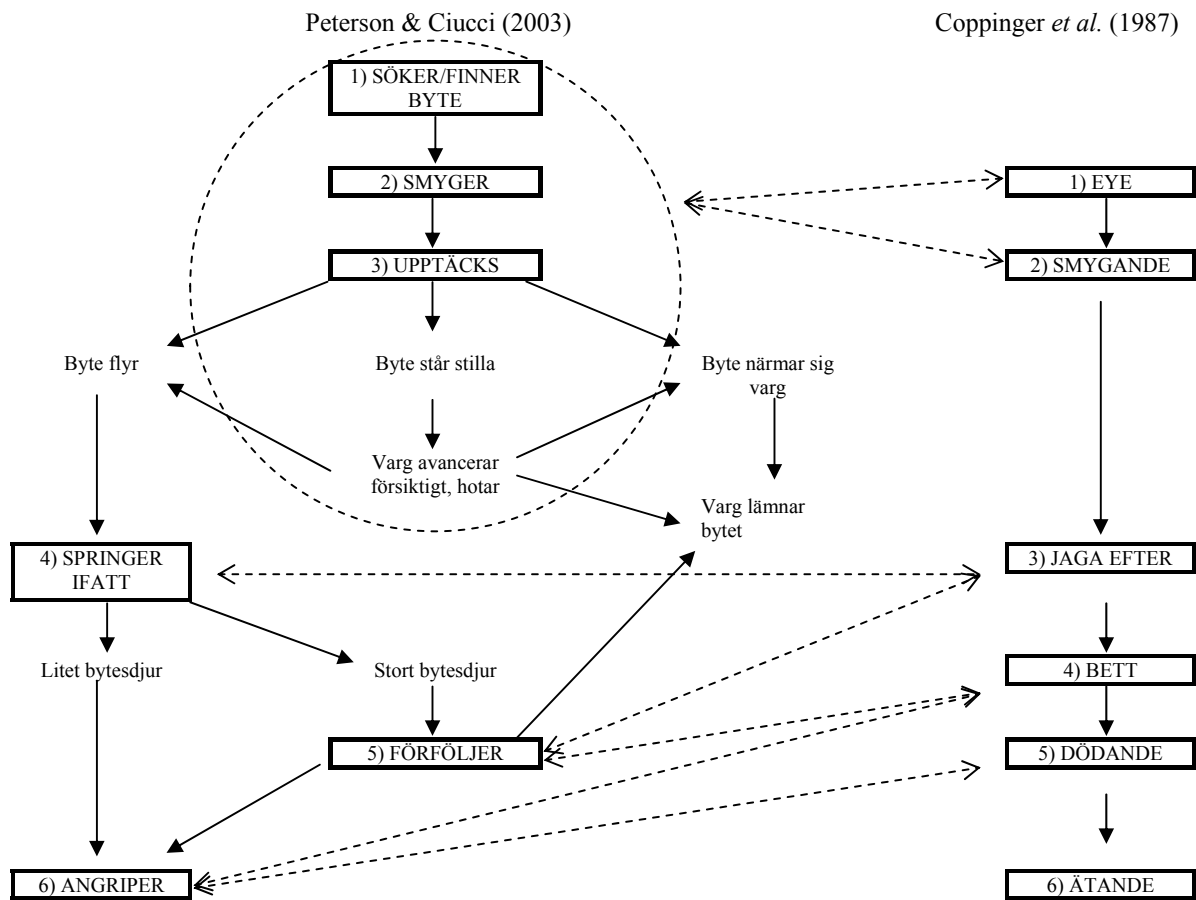 Peterson & Ciucci (2003)
Coppinger et al. (1987)
1) SÖKER/FINNER
BYTE
2) SMYGER
1) EYE
3) UPPTÄCKS
2) SMYGANDE
Byte flyr
Byte står stilla
Byte närmar sig
varg
Varg avancerar
försiktigt, hotar
Varg lämnar
bytet
4) SPRINGER
IFATT
3) JAGA EFTER
Litet bytesdjur
Stort bytesdjur
4) BETT
5) FÖRFÖLJER
5) DÖDANDE
6) ANGRIPER
6) ÄTANDE